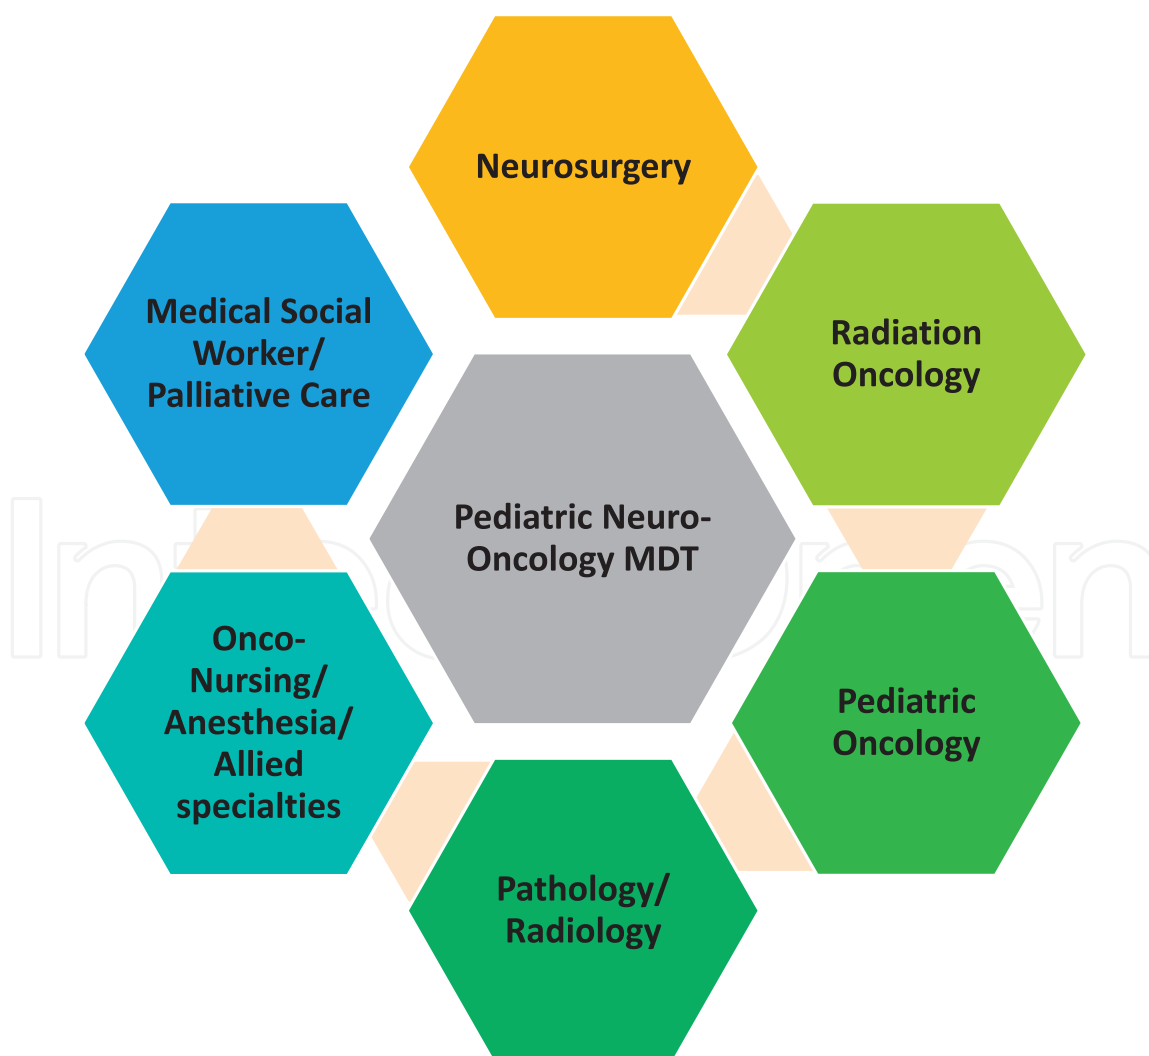 Neurosurgery
Medical Social
Worker/
Palliative Care
Radiation
Oncology
Pediatric Neuro-
Oncology MDT
Onco-
Nursing/
Anesthesia/
Allied
specialties
Pediatric
Oncology
Pathology/
Radiology